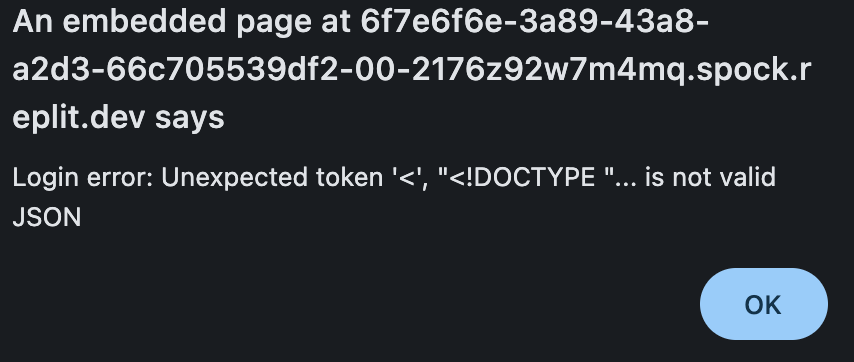 An embedded page at 6f7e6f6e-3a89-43a8-
a2d3-66c705539df2-00-2176z92w7m4mq.spock.r
eplit.dev says
Login error: Unexpected token '<', "<!DOCTYPE "... is not valid
JSON
OK